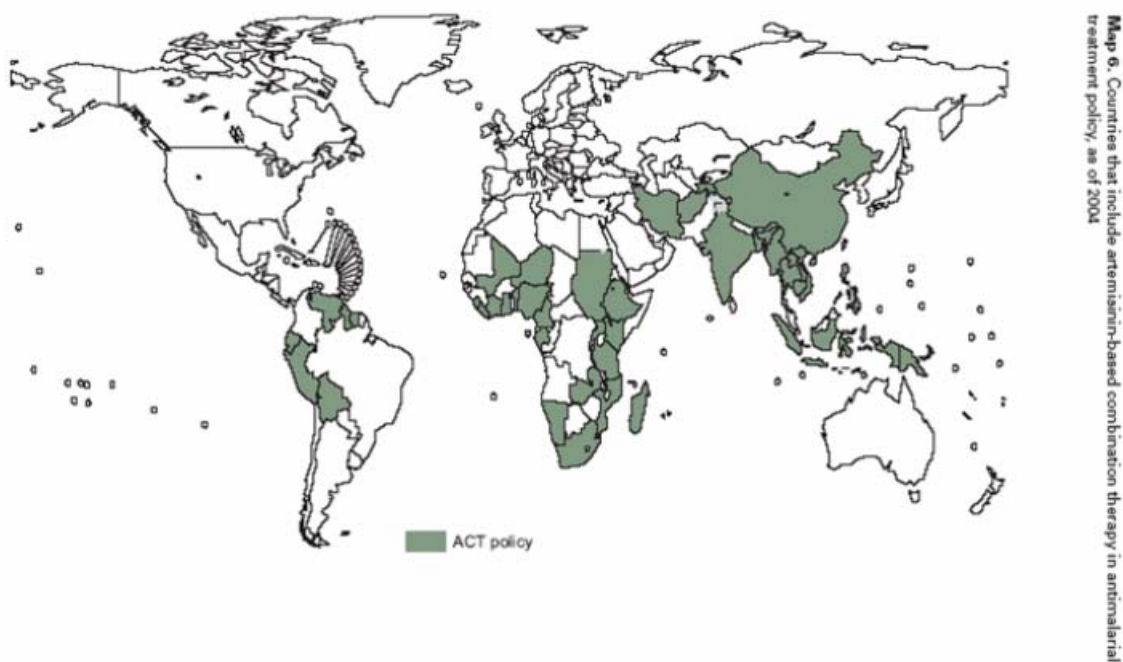 Map 6. Countries that include artemisinin-based combination therapy in antimalarial
treatment policy, as of 2004
ACT policy